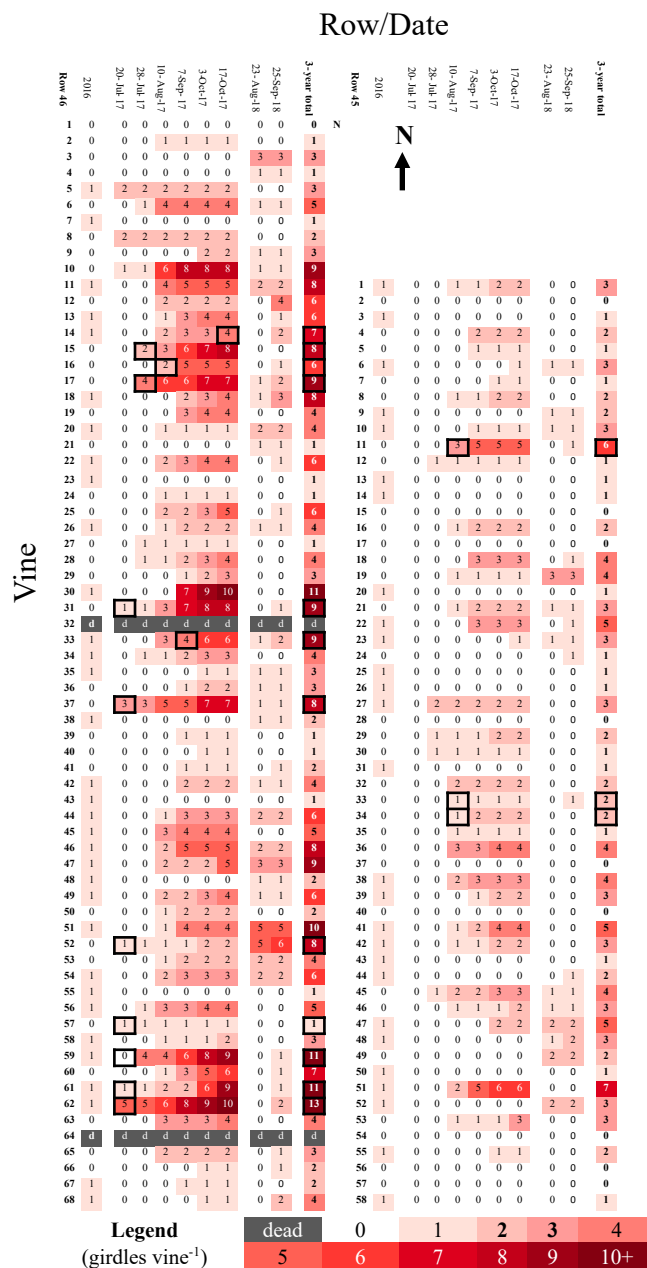 Row/Date
Row 46 2016 20- Jul-17 28- Jul-17 10- Aug-17 7-Sep- 17 3-Oct-17 17-Oct-17 23- Aug-18 25-Sep-18 3- year total Row 45 2016 20-Jul-17 28-Jul-17 10-Aug-17 7-Sep-17 3-Oct-17 17-Oct-17 23 -Aug-18 25-Sep- 18 3-year total
1 0 0 0 0 0 0 0 0 0 0 N
2 0 0 0 1 1 1 1 0 0 1 N
3 0 0 0 0 0 0 0 3 3 3
4 0 0 0 0 0 0 0 1 1 1
5 1 2 2 2 2 2 2 0 0 3
6 0 0 1 4 4 4 4 1 1 5
7 1 0 0 0 0 0 0 0 0 1
8 0 2 2 2 2 2 2 0 0 2
9 0 0 0 0 0 2 2 1 1 3
10 0 1 1 6 8 8 8 1 1 9
11 1 0 0 4 5 5 5 2 2 8 1 1 0 0 1 1 2 2 0 0 3
12 0 0 0 2 2 2 2 0 4 6 2 0 0 0 0 0 0 0 0 0 0
13 1 0 0 1 3 4 4 0 1 6 3 1 0 0 0 0 0 0 0 0 1
14 1 0 0 2 3 3 4 0 2 7 4 0 0 0 0 2 2 2 0 0 2
15 0 0 2 3 6 7 8 0 0 8 5 0 0 0 0 1 1 1 0 0 1
16 0 0 0 2 5 5 5 0 1 6 6 1 0 0 0 0 0 1 1 1 3
17 0 0 4 6 6 7 7 1 2 9 7 0 0 0 0 0 1 1 0 0 1
18 1 0 0 0 2 3 4 1 3 8 8 0 0 0 1 1 2 2 0 0 2
19 1 0 0 0 3 4 4 0 0 4 9 1 0 0 0 0 0 0 1 1 2
20 1 0 0 1 1 1 1 2 2 4 10 1 0 0 0 1 1 1 1 1 3
21 0 0 0 0 0 0 0 1 1 1 11 0 0 0 3 5 5 5 0 1 6
22 1 0 0 2 3 4 4 0 1 6 12 0 0 1 1 1 1 1 0 0 1
23 1 0 0 0 0 0 0 0 0 1 13 1 0 0 0 0 0 0 0 0 1
24 0 0 0 1 1 1 1 0 0 1 14 1 0 0 0 0 0 0 0 0 1
25 0 0 0 2 2 3 5 0 1 6 15 0 0 0 0 0 0 0 0 0 0
26 1 0 0 1 2 2 2 1 1 4 16 0 0 0 1 2 2 2 0 0 2
27 0 0 1 1 1 1 1 0 0 1 17 0 0 0 0 0 0 0 0 0 0
28 0 0 1 1 2 3 4 0 1 4 18 0 0 0 0 3 3 3 0 1 4
29 0 0 0 0 1 2 3 0 0 3 19 0 0 0 1 1 1 1 3 3 4
30 1 0 0 0 7 9 10 0 0 11 20 1 0 0 0 0 0 0 0 0 1
31 0 1 1 3 7 8 8 0 1 9 21 0 0 0 1 2 2 2 1 1 3
32 d d d d d d d d d d 22 1 0 0 0 3 3 3 1 1 5
33 1 0 0 3 4 6 6 1 2 9 23 1 0 0 0 0 0 1 1 1 3
34 1 0 1 1 2 3 3 0 0 4 24 0 0 0 0 0 0 0 0 1 1
35 1 0 0 0 0 1 1 1 1 3 25 1 0 0 0 0 0 0 0 0 1
36 0 0 0 0 1 2 2 1 1 3 26 1 0 0 0 0 0 0 0 0 1
37 0 3 3 5 5 7 7 1 1 8 27 1 0 2 2 2 2 2 0 0 3
38 1 0 0 0 0 0 0 1 1 2 28 0 0 0 0 0 0 0 0 0 0
39 0 0 0 0 1 1 1 0 0 1 29 0 0 1 1 1 2 2 0 0 2
40 0 0 0 0 0 1 1 0 0 1 30 0 0 1 1 1 1 1 0 0 1
41 0 0 0 0 1 1 1 0 1 2 31 1 0 0 0 0 0 0 0 0 1
42 1 0 0 0 2 2 2 1 1 4 32 0 0 0 2 2 2 2 0 0 2
43 1 0 0 0 0 0 0 0 0 1 33 0 0 0 1 1 1 1 0 1 2
44 1 0 0 1 3 3 3 2 2 6 34 0 0 0 1 2 2 2 0 0 2
45 1 0 0 3 4 4 4 0 0 5 35 0 0 0 1 1 1 1 0 0 1
46 1 0 0 2 5 5 5 2 2 8 36 0 0 0 3 3 4 4 0 0 4
47 1 0 0 2 2 2 5 3 3 9 37 0 0 0 0 0 0 0 0 0 0
48 1 0 0 0 0 0 0 1 1 2 38 1 0 0 2 3 3 3 0 0 4
49 1 0 0 2 2 3 4 1 1 6 39 1 0 0 0 1 2 2 0 0 3
50 0 0 0 1 2 2 2 0 0 2 40 0 0 0 0 0 0 0 0 0 0
51 1 0 0 1 4 4 4 5 5 10 41 1 0 0 1 2 4 4 0 0 5
52 0 1 1 1 1 2 2 5 6 8 42 1 0 0 1 1 2 2 0 0 3
53 0 0 0 1 2 2 2 2 2 4 43 1 0 0 0 0 0 0 0 0 1
54 1 0 0 2 3 3 3 2 2 6 44 1 0 0 0 0 0 0 0 1 2
55 1 0 0 0 0 0 0 0 0 1 45 0 0 1 2 2 3 3 1 1 4
56 1 0 1 3 3 4 4 0 0 5 46 0 0 0 1 1 1 2 1 1 3
57 0 1 1 1 1 1 1 0 0 1 47 1 0 0 0 0 2 2 2 2 5
58 1 0 0 1 1 1 2 0 0 3 48 1 0 0 0 0 0 0 1 2 3
59 1 0 4 4 6 8 9 0 1 11 49 0 0 0 0 0 0 0 2 2 2
60 0 0 0 1 3 5 6 0 1 7 50 1 0 0 0 0 0 0 0 0 1
61 1 1 1 2 2 6 9 0 1 11 51 1 0 0 2 5 6 6 0 0 7
62 1 5 5 6 8 9 10 0 2 13 52 1 0 0 0 0 0 0 2 2 3
63 0 0 0 3 3 3 4 0 0 4 53 0 0 0 1 1 1 3 0 0 3
64 d d d d d d d d d d 54 0 0 0 0 0 0 0 0 0 0
65 0 0 0 2 2 2 2 0 1 3 55 1 0 0 0 0 1 1 0 0 2
66 0 0 0 0 0 1 1 0 1 2 56 0 0 0 0 0 0 0 0 0 0
67 1 0 0 0 1 1 1 0 0 2 57 0 0 0 0 0 0 0 0 0 0
68 1 0 0 0 0 1 1 0 2 4 58 1 0 0 0 0 0 0 0 0 1
Vine
Legend dead 0 1 2 3 4
(girdles vine-1) 5 6 7 8 9 10+